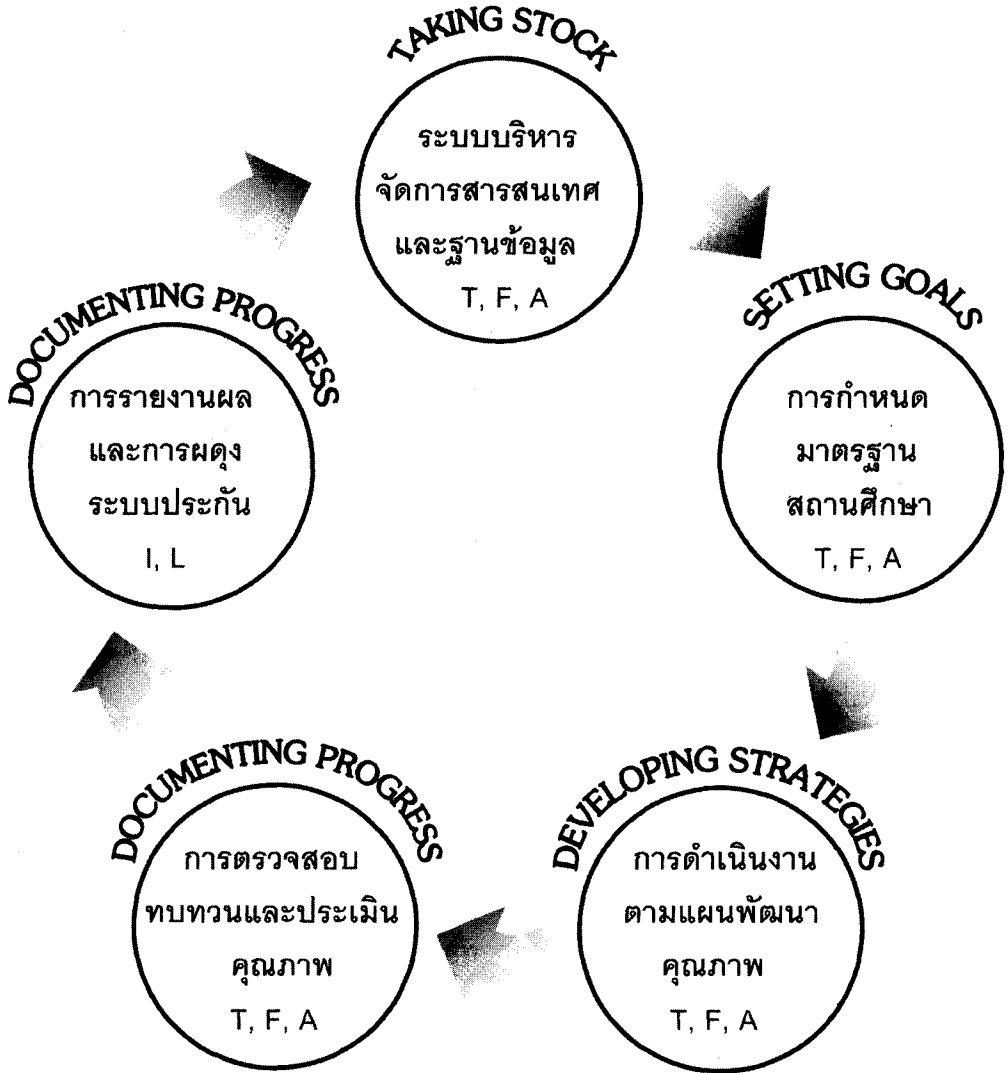 TAKING STOCK
ระบบบริหาร
จัดการสารสนเทศ
และฐานข้อมูล
T, F, A
SETTING GOALS
การกำหนด
มาตรฐาน
สถานศึกษา
T, F, A
DEVELOPING STRATEGIES
การดำเนินงาน
ตามแผนพัฒนา
คุณภาพ
T, F, A
DOCUMENTING PROGRESS
การตรวจสอบ
ทบทวนและประเมิน
คุณภาพ
T, F, A
DOCUMENTING PROGRESS
การรายงานผล
และการผดุง
ระบบประกัน
I, L